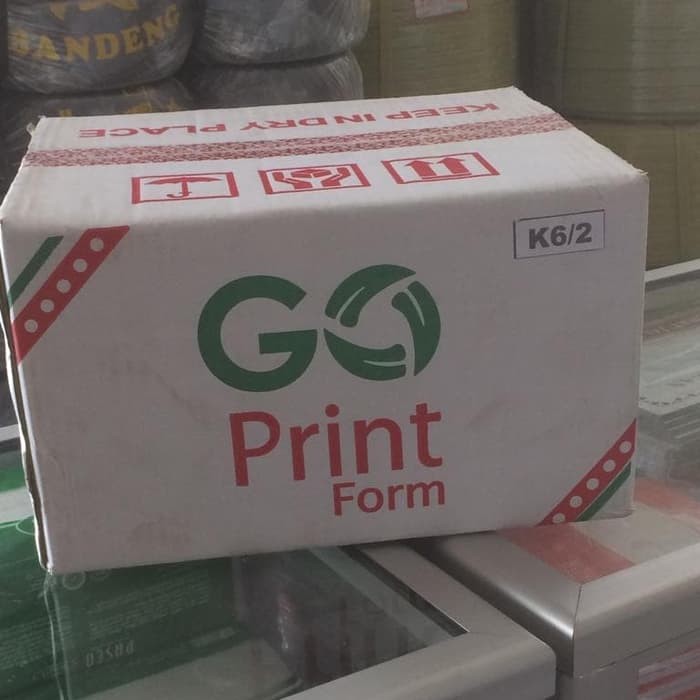 BANDENG
KEEP IN DRY PLACE
K6/2
GO
Print
Form